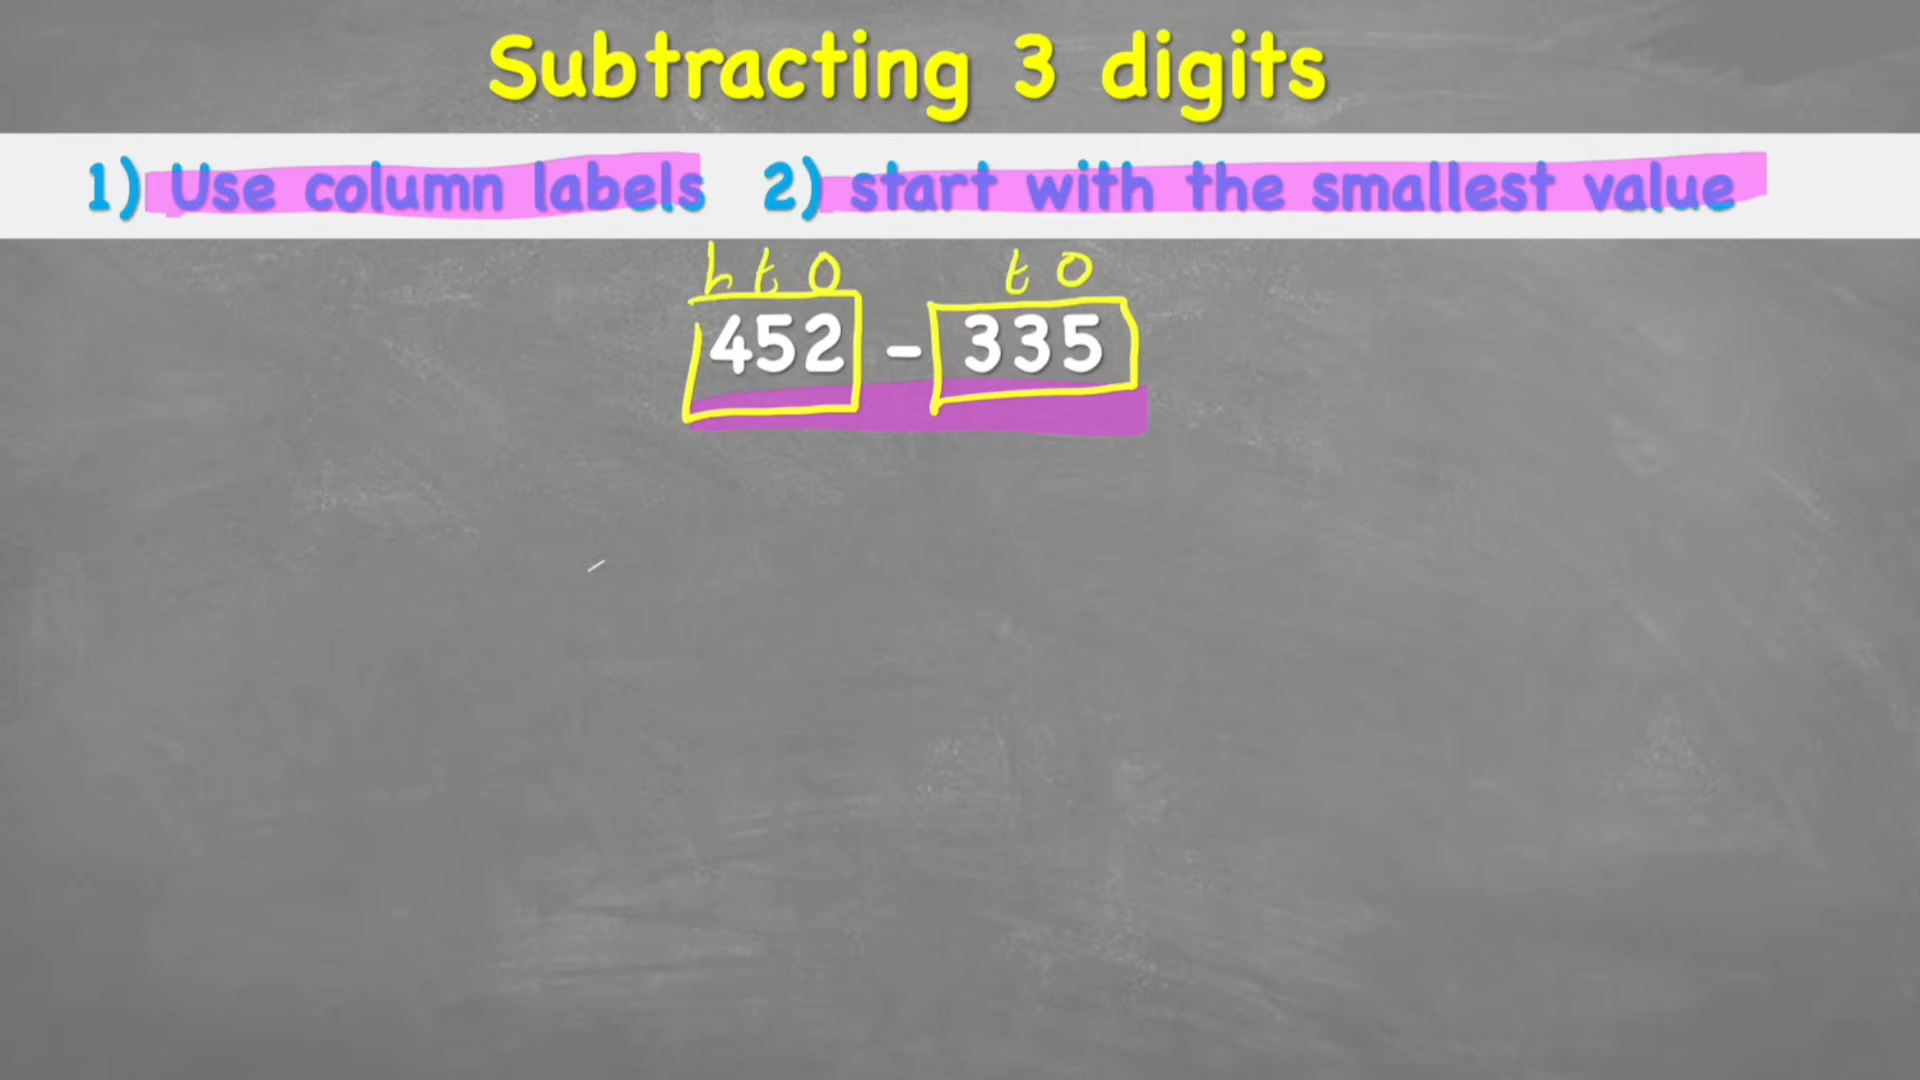 Subtracting 3 digits
1) Use column labels 2) start with the smallest value
h t o t o
452 - 335